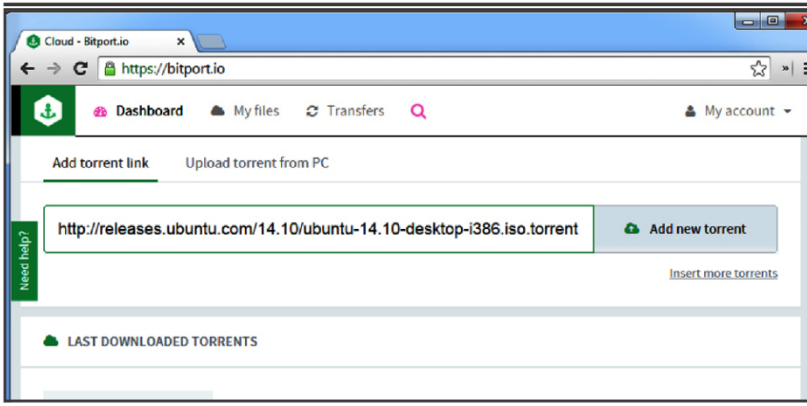 Cloud - Bitport.io
https://bitport.io
Dashboard My files Transfers My account
Add torrent link Upload torrent from PC
http://releases.ubuntu.com/14.10/ubuntu-14.10-desktop-i386.iso.torrent Add new torrent
Need help?
Insert more torrents
LAST DOWNLOADED TORRENTS